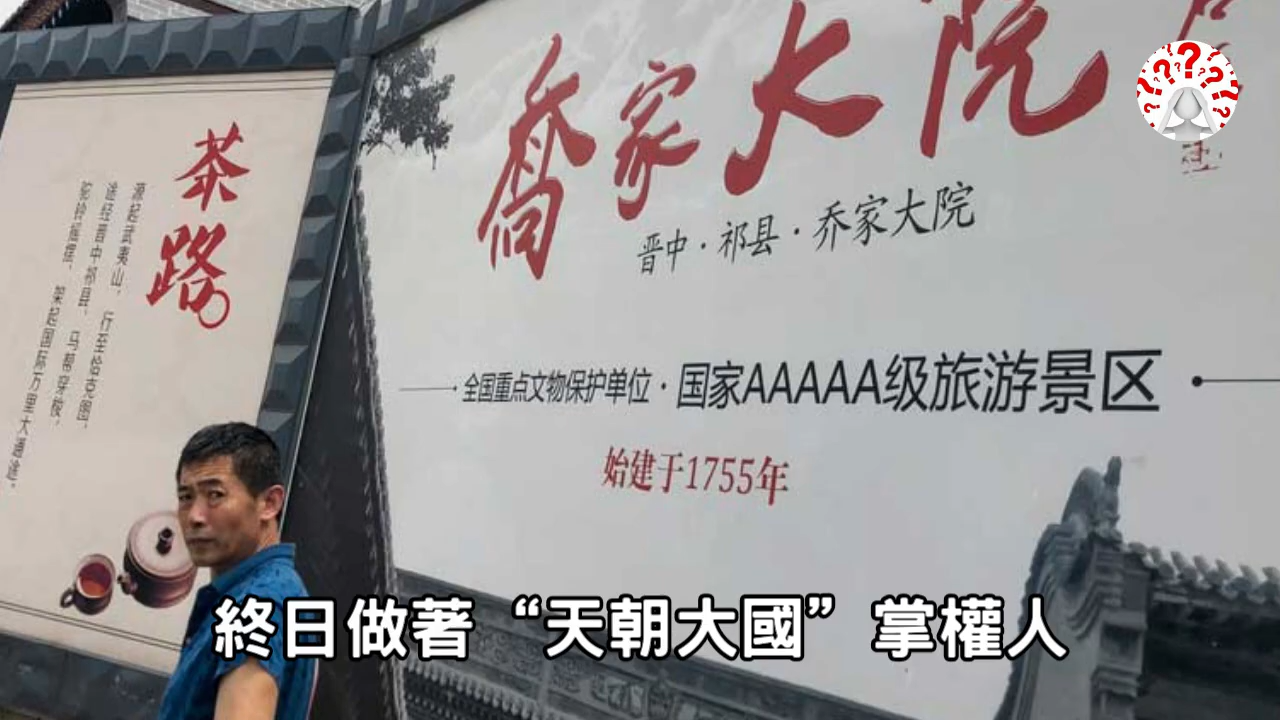 茶路
源起武夷山，行至恰克图，
途经晋中祁县，马帮穿梭，
驼铃摇摆，架起国际万里大通途。
喬家大院
晋中·祁县·乔家大院
全国重点文物保护单位·国家AAAAA级旅游景区
始建于1755年
終日做著“天朝大國”掌權人